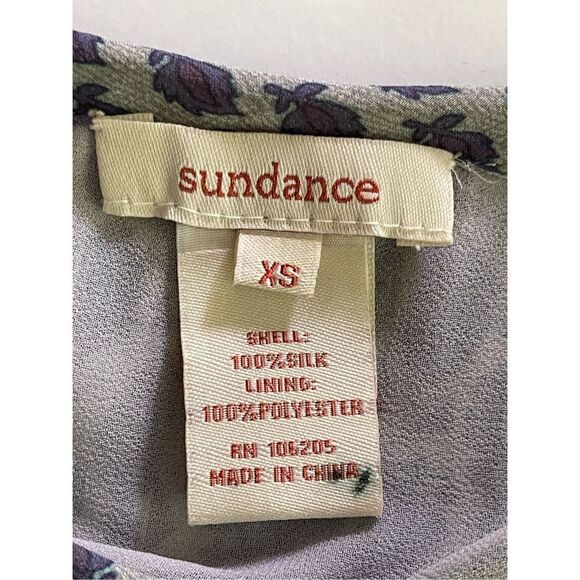 sundance
XS
SHELL:
100%SILK
LINING:
100%POLYESTER
RN 106205
MADE IN CHINA